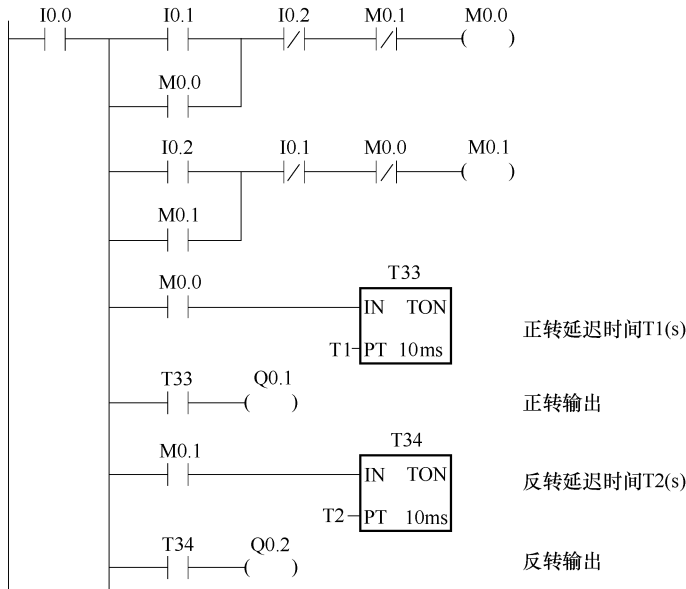 I0.0 I0.1 I0.2 M0.1 M0.0
M0.0
I0.2 I0.1 M0.0 M0.1
M0.1
M0.0 T33
IN TON
T1 PT 10ms
正转延迟时间T1(s)
T33 Q0.1
正转输出
M0.1 T34
IN TON
T2 PT 10ms
反转延迟时间T2(s)
T34 Q0.2
反转输出